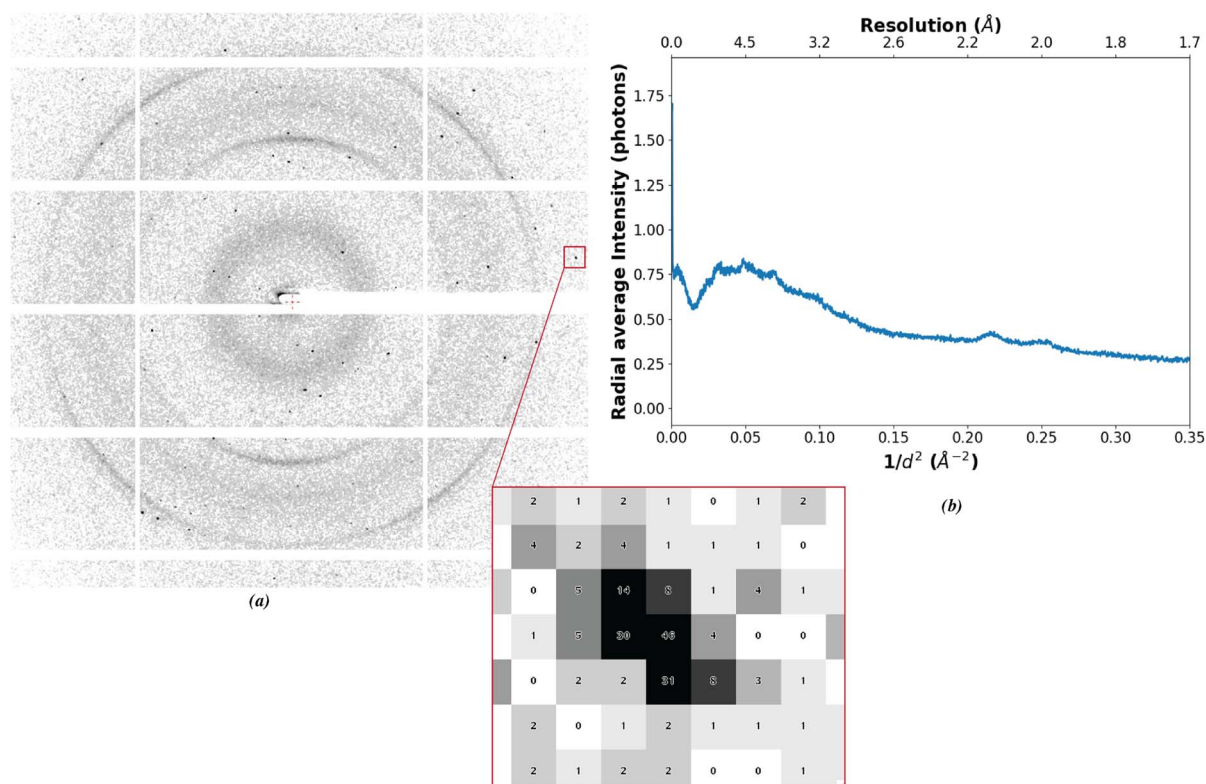 Resolution (Å)
0.0 4.5 3.2 2.6 2.2 2.0 1.8 1.7
Radial average Intensity (photons)
1.75
1.50
1.25
1.00
0.75
0.50
0.25
0.00
0.00 0.05 0.10 0.15 0.20 0.25 0.30 0.35
1/d² (Å⁻²)
(a)
(b)
2 1 2 1 0 1 2
4 2 4 1 1 1 0
0 5 14 8 1 4 1
1 5 30 46 4 0 0
0 2 2 31 8 3 1
2 0 1 2 1 1 1
2 1 2 2 0 0 1